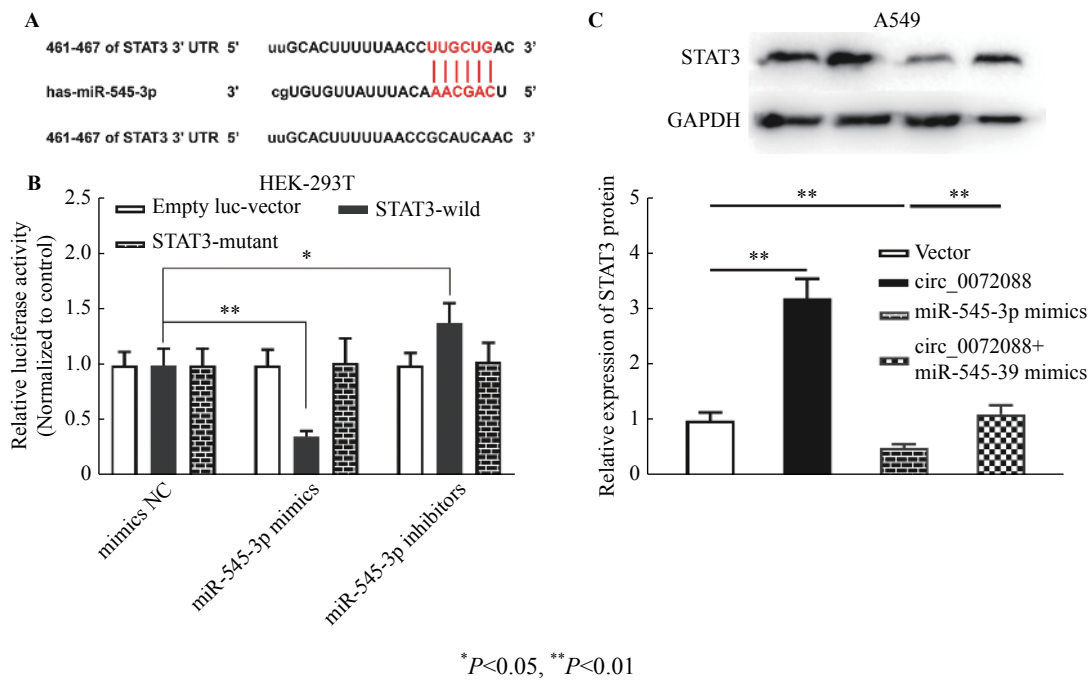 A
461-467 of STAT3 3' UTR 5' uuGCACUUUUUAACCUUGCUGAC 3'
has-miR-545-3p 3' cgUGUGUUAUUUACAAACGACU 5'
461-467 of STAT3 3' UTR 5' uuGCACUUUUUAACCGCAUCAAC 3'
B
HEK-293T
Relative luciferase activity
(Normalized to control)
2.5
2.0
1.5
1.0
0.5
0
Empty luc-vector
STAT3-wild
STAT3-mutant
*
**
mimics NC
miR-545-3p mimics
miR-545-3p inhibitors
C
A549
STAT3
GAPDH
Relative expression of STAT3 protein
5
4
3
2
1
0
**
**
**
Vector
circ_0072088
miR-545-3p mimics
circ_0072088+
miR-545-39 mimics
*P<0.05, **P<0.01